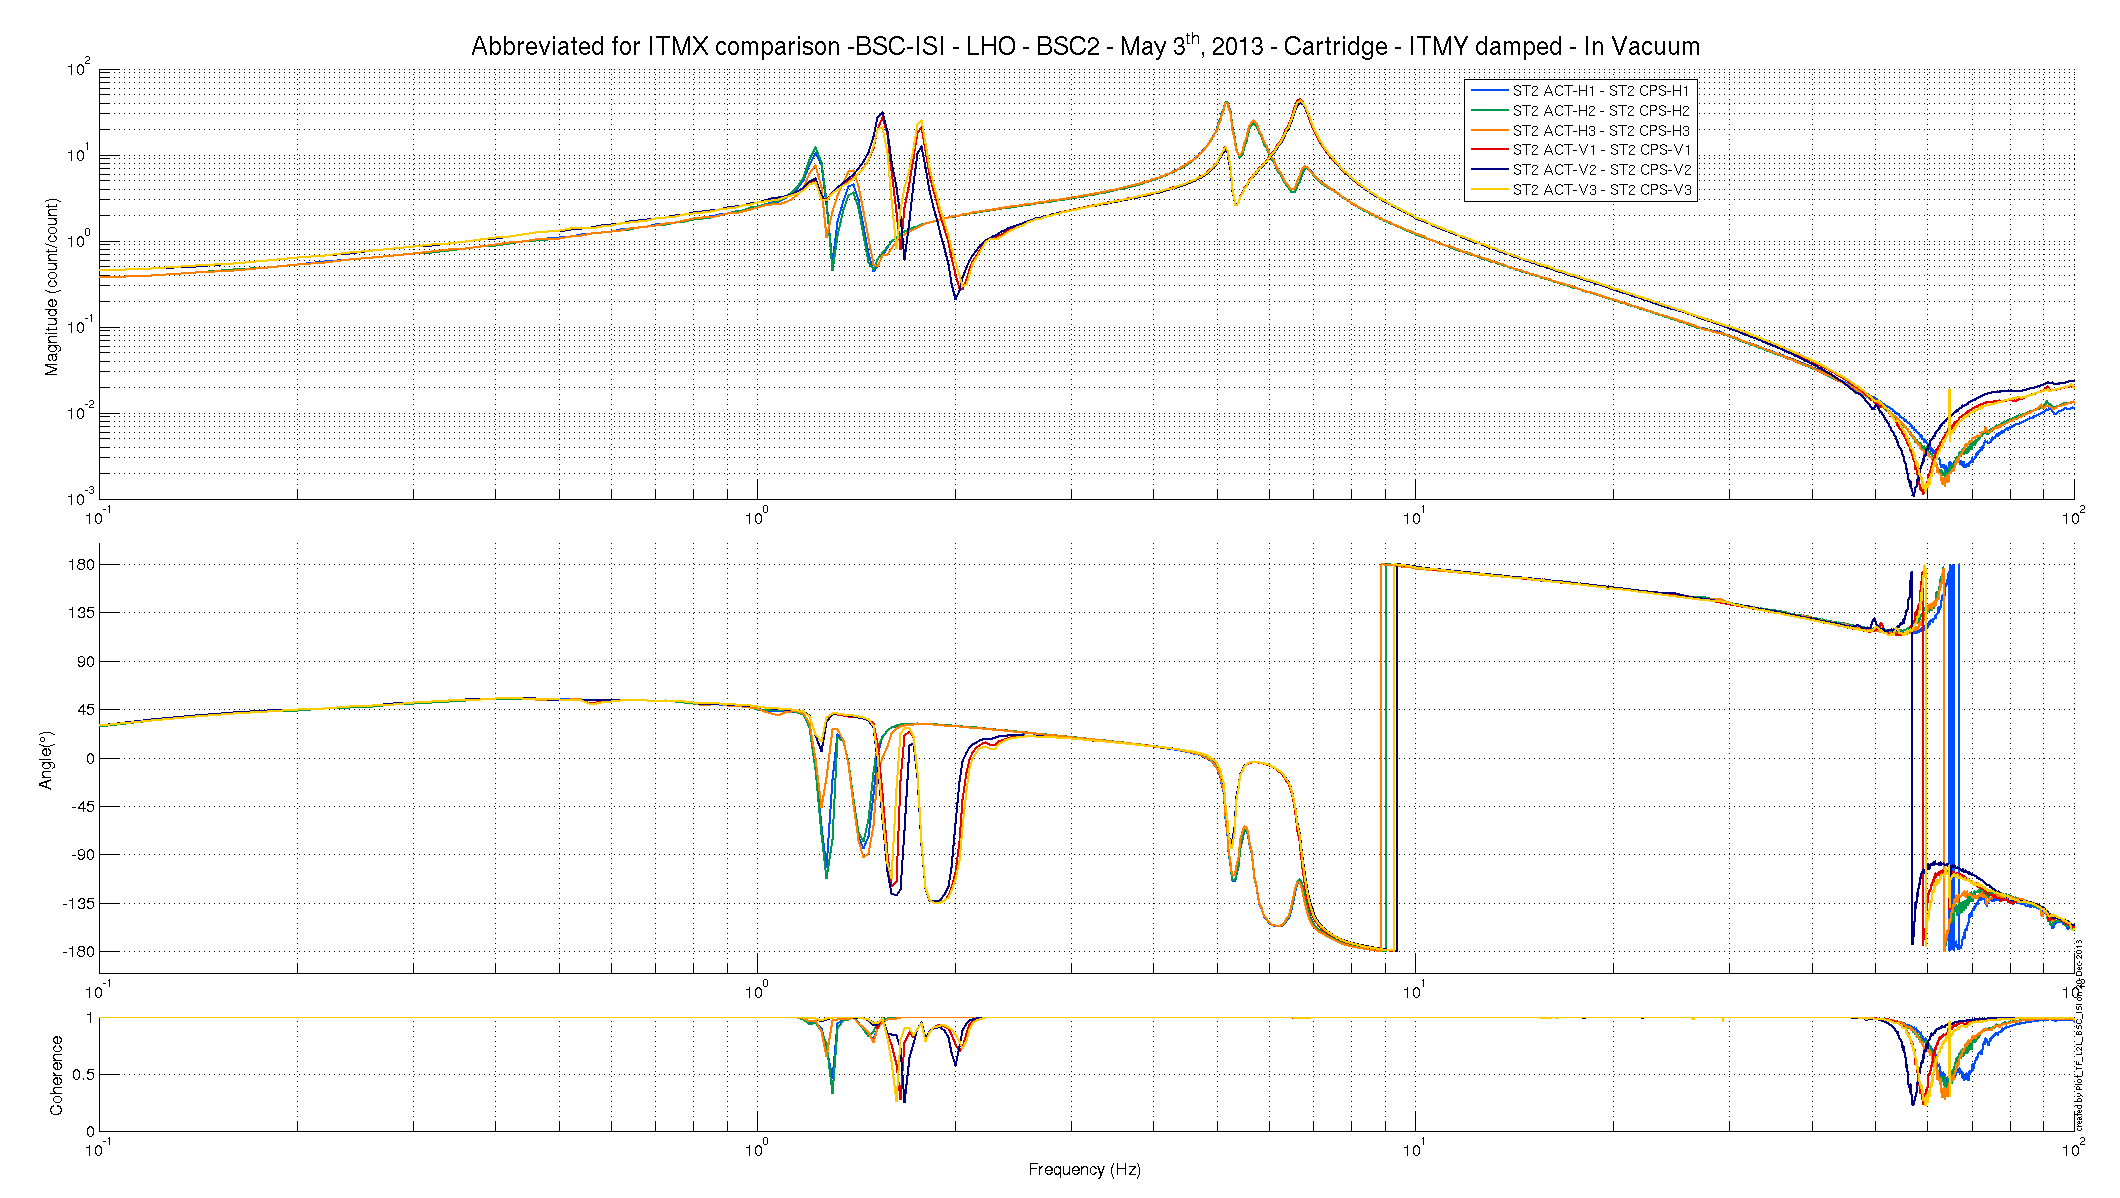 Abbreviated for ITMX comparison -BSC-ISI - LHO - BSC2 - May 3th, 2013 - Cartridge - ITMY damped - In Vacuum
ST2 ACT-H1 - ST2 CPS-H1
ST2 ACT-H2 - ST2 CPS-H2
ST2 ACT-H3 - ST2 CPS-H3
ST2 ACT-V1 - ST2 CPS-V1
ST2 ACT-V2 - ST2 CPS-V2
ST2 ACT-V3 - ST2 CPS-V3
Magnitude (count/count)
10^2
10^1
10^0
10^-1
10^-2
10^-3
10^-1 10^0 10^1 10^2
Angle(°)
180
135
90
45
0
-45
-90
-135
-180
10^-1 10^0 10^1 10^2
Coherence
1
0.5
0
10^-1 10^0 10^1 10^2
Frequency (Hz)